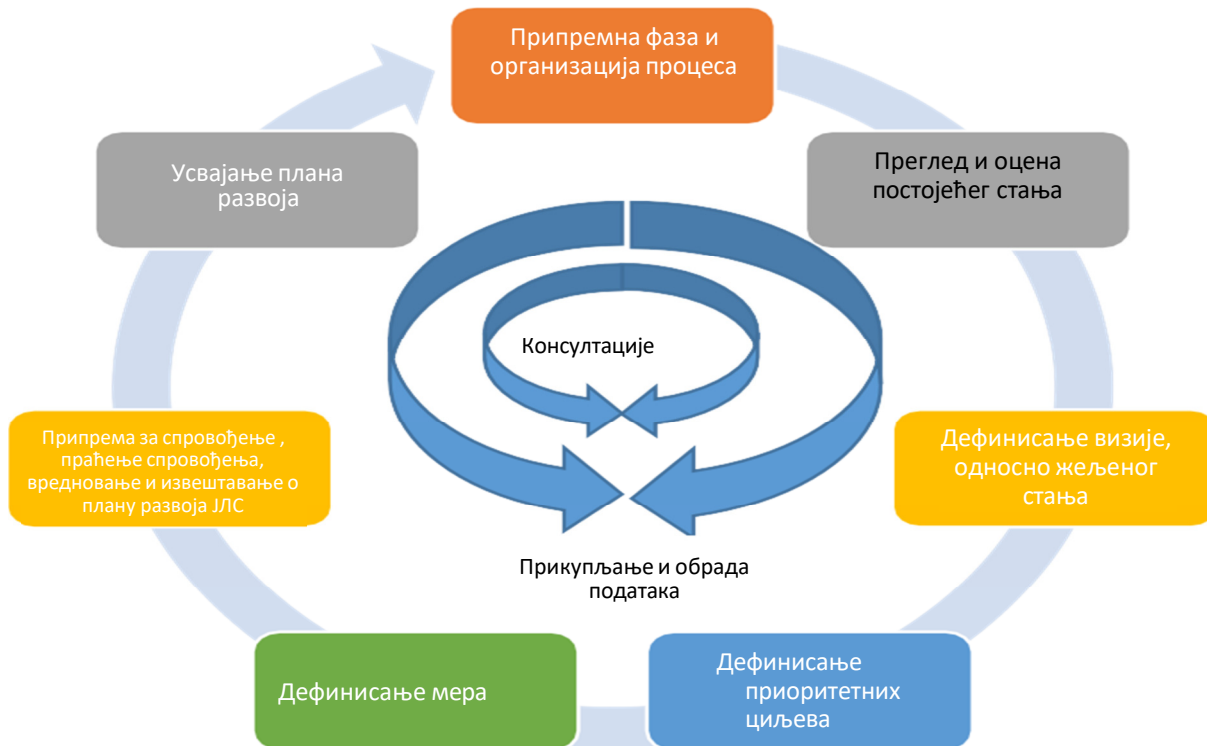 Припремна фаза и
организација процеса
Усвајање плана
развоја
Преглед и оцена
постојећег стања
Консултације
Припрема за спровођење ,
праћење спровођења,
вредновање и извештавање о
плану развоја ЈЛС
Дефинисање визије,
односно жељеног
стања
Прикупљање и обрада
података
Дефинисање мера
Дефинисање
приоритетних
циљева